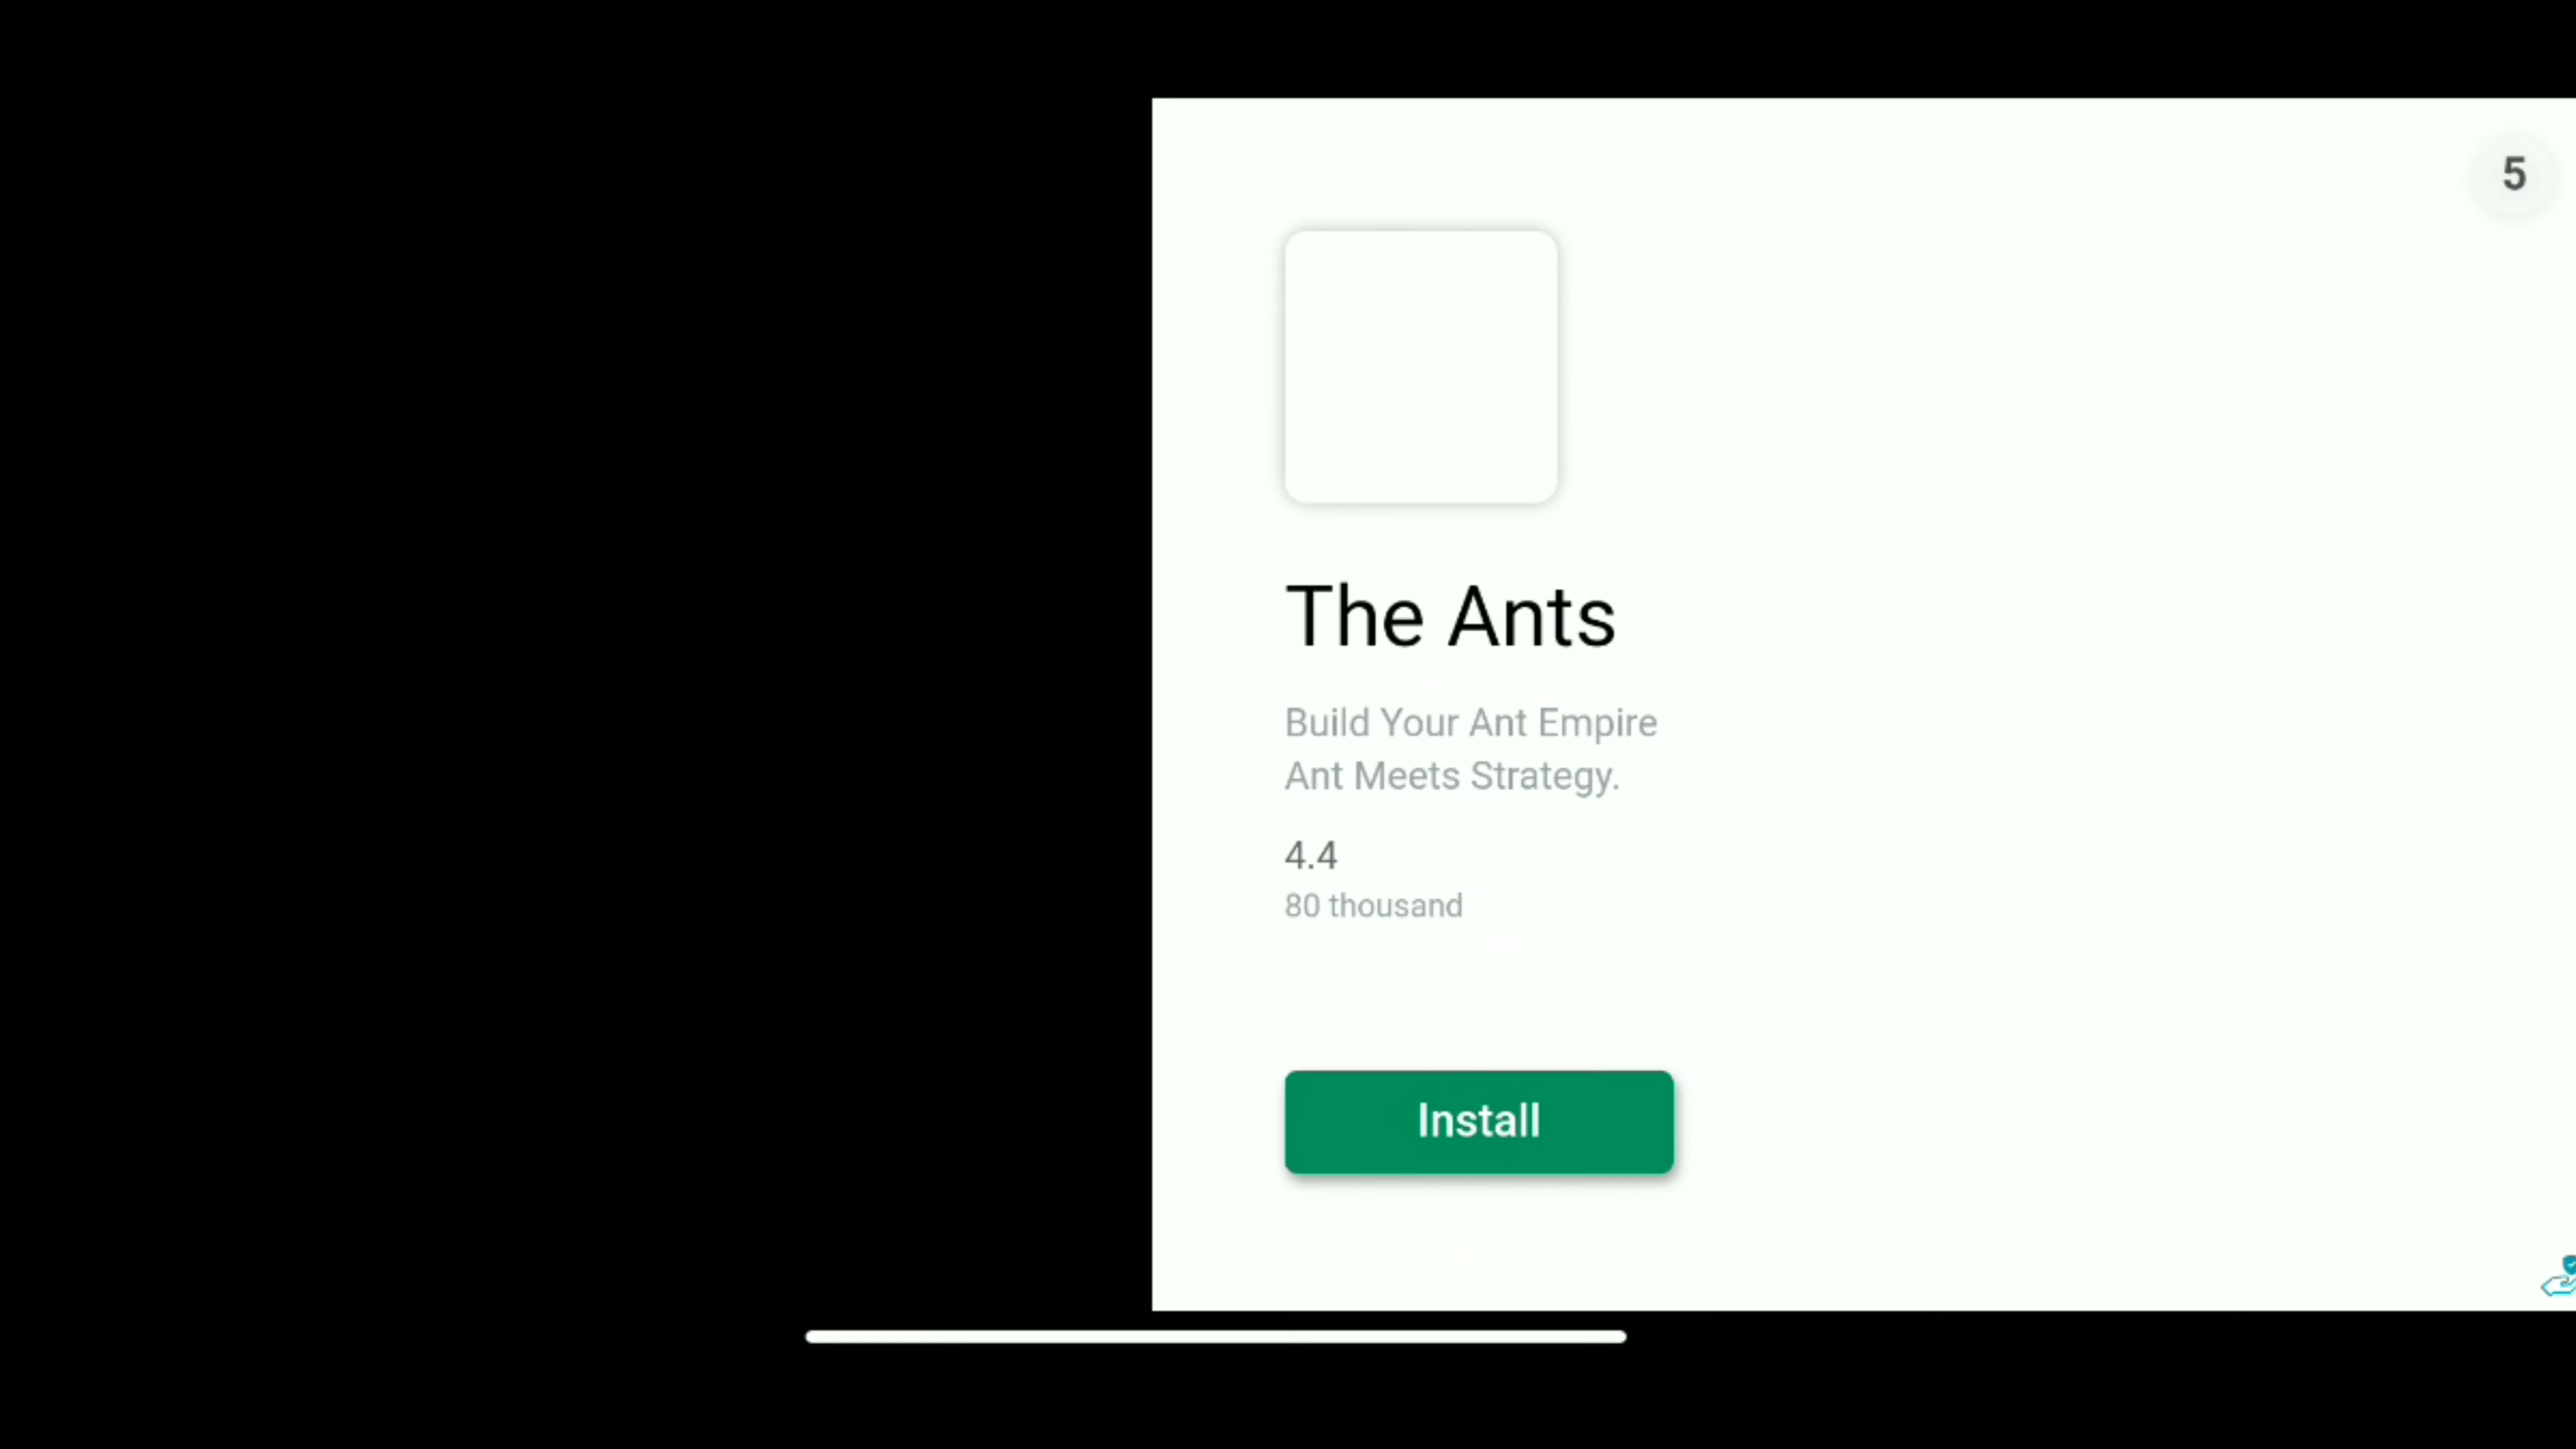 5
The Ants
Build Your Ant Empire
Ant Meets Strategy.
4.4
80 thousand
Install